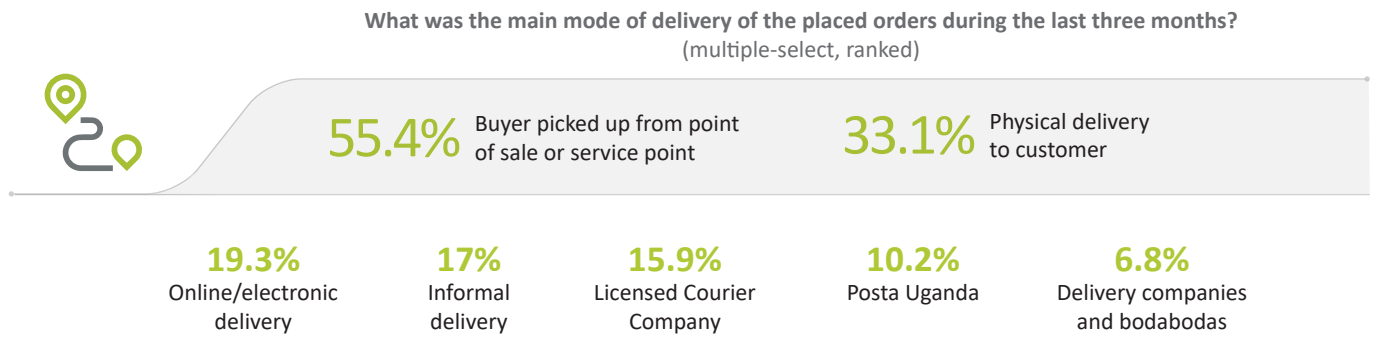 What was the main mode of delivery of the placed orders during the last three months?
(multiple-select, ranked)
55.4%
Buyer picked up from point
of sale or service point
33.1%
Physical delivery
to customer
19.3%
Online/electronic
delivery
17%
Informal
delivery
15.9%
Licensed Courier
Company
10.2%
Posta Uganda
6.8%
Delivery companies
and bodabodas